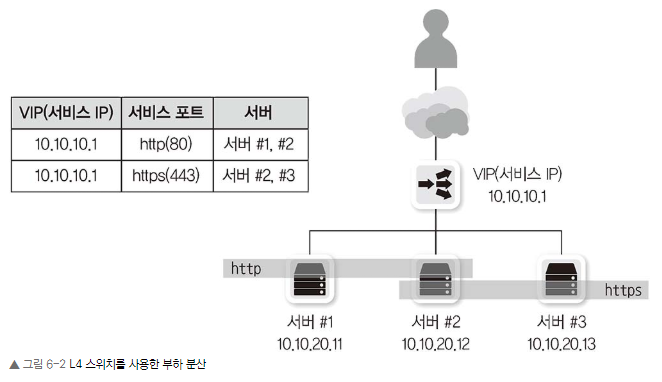 VIP(서비스 IP) 서비스 포트 서버
10.10.10.1 http(80) 서버 #1, #2
10.10.10.1 https(443) 서버 #2, #3
VIP(서비스 IP)
10.10.10.1
http
https
서버 #1 서버 #2 서버 #3
10.10.20.11 10.10.20.12 10.10.20.13
▲ 그림 6-2 L4 스위치를 사용한 부하 분산